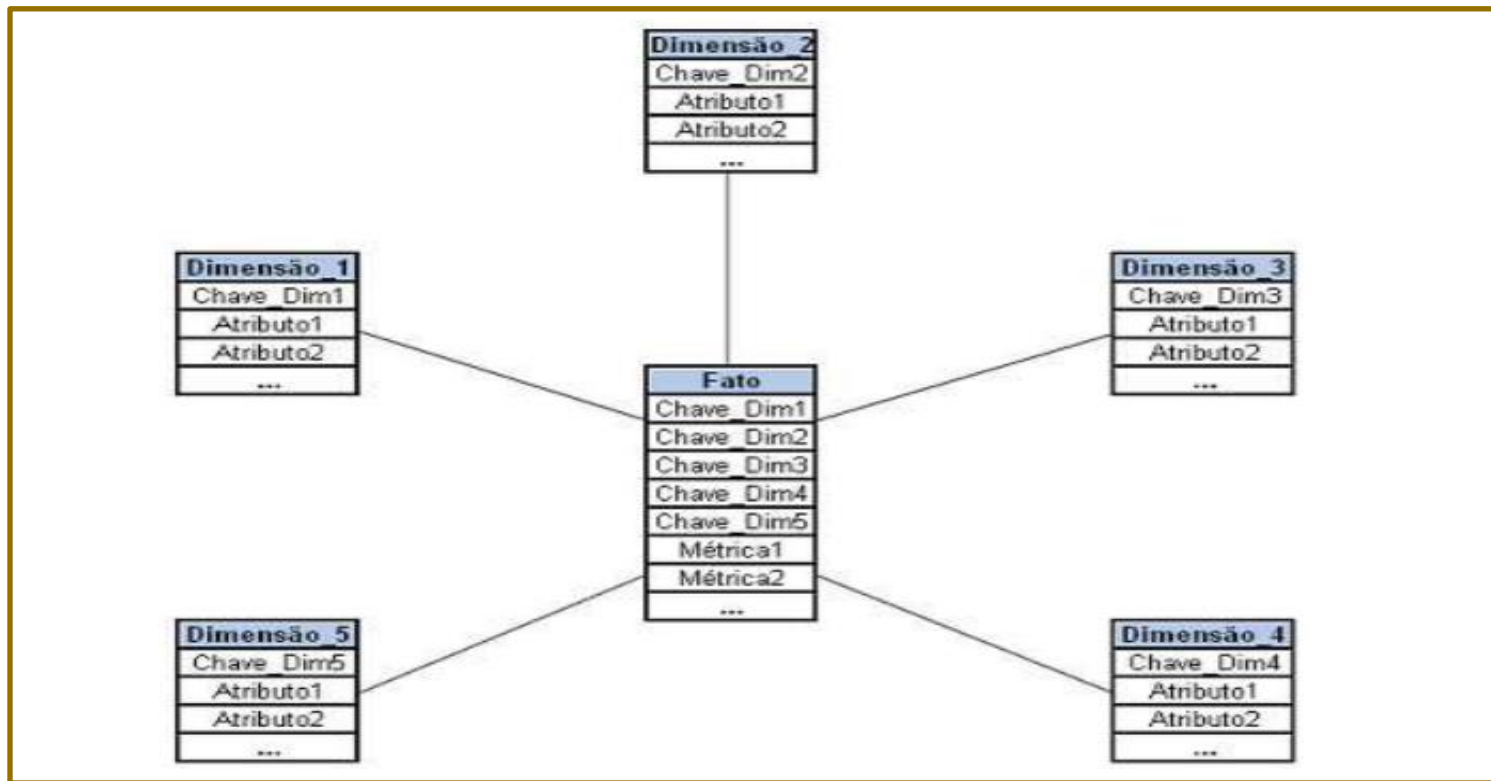 Dimensão_2
Chave_Dim2
Atributo1
Atributo2
...
Dimensão_1
Chave_Dim1
Atributo1
Atributo2
...
Dimensão_3
Chave_Dim3
Atributo1
Atributo2
...
Fato
Chave_Dim1
Chave_Dim2
Chave_Dim3
Chave_Dim4
Chave_Dim5
Métrica1
Métrica2
...
Dimensão_5
Chave_Dim5
Atributo1
Atributo2
...
Dimensão_4
Chave_Dim4
Atributo1
Atributo2
...